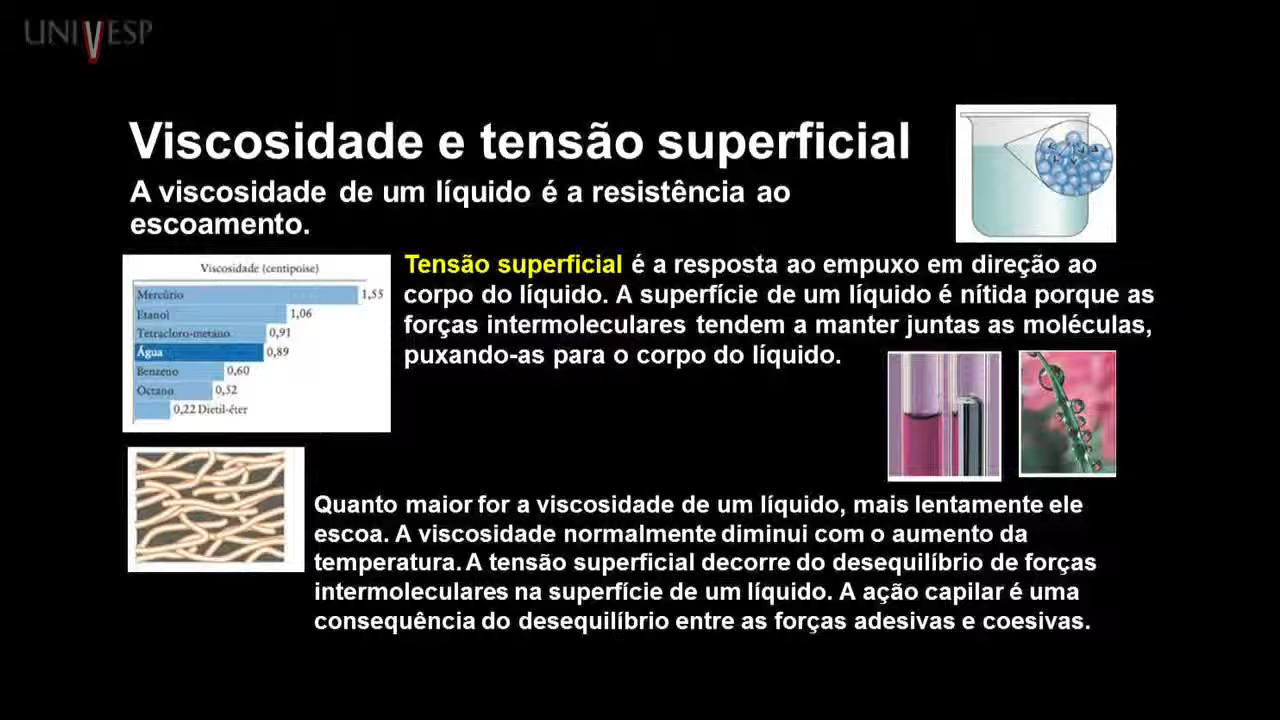 UNIVESP
Viscosidade e tensão superficial
A viscosidade de um líquido é a resistência ao
escoamento.
Viscosidade (centipoise)
Mercúrio 1,55
Etanol 1,06
Tetracloro-metano 0,91
Água 0,89
Benzeno 0,60
Octano 0,52
0,22 Dietil-éter
Tensão superficial é a resposta ao empuxo em direção ao
corpo do líquido. A superfície de um líquido é nítida porque as
forças intermoleculares tendem a manter juntas as moléculas,
puxando-as para o corpo do líquido.
Quanto maior for a viscosidade de um líquido, mais lentamente ele
escoa. A viscosidade normalmente diminui com o aumento da
temperatura. A tensão superficial decorre do desequilíbrio de forças
intermoleculares na superfície de um líquido. A ação capilar é uma
consequência do desequilíbrio entre as forças adesivas e coesivas.